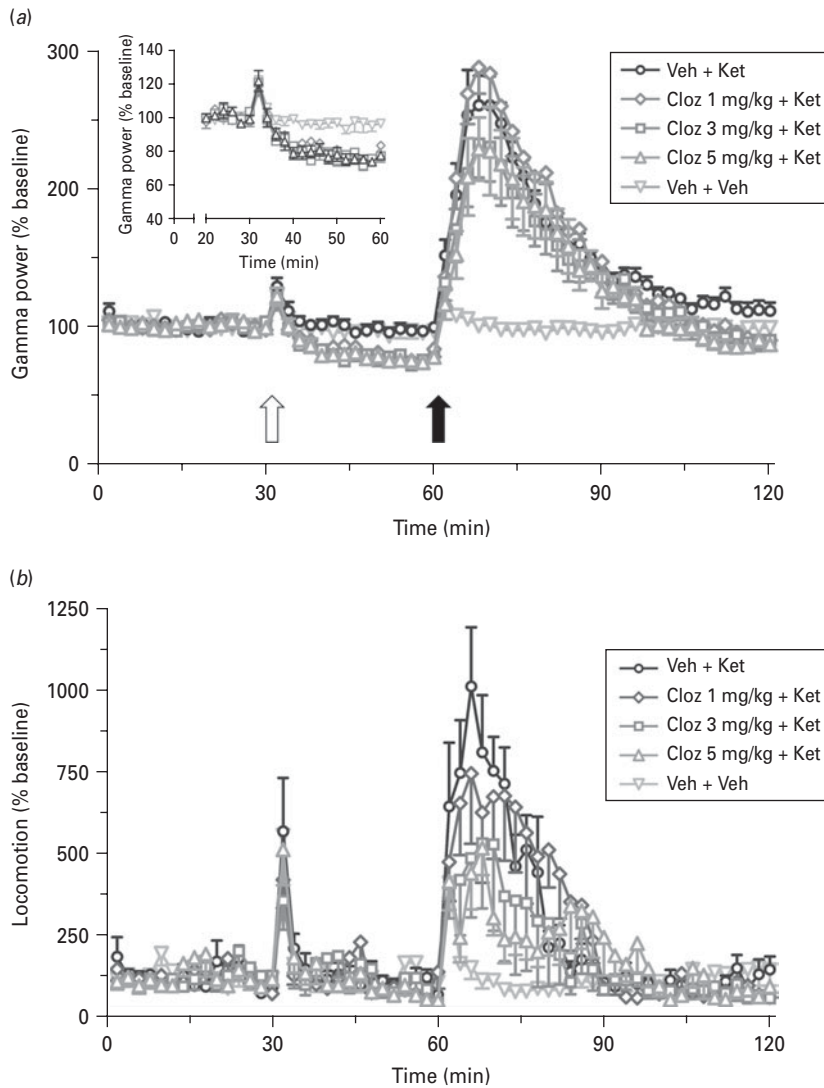 (a)
300
200
100
0
Gamma power (% baseline)
0
30
60
90
120
Time (min)
140
120
100
80
60
40
Gamma power (% baseline)
0
20
30
40
50
60
Time (min)
Veh + Ket
Cloz 1 mg/kg + Ket
Cloz 3 mg/kg + Ket
Cloz 5 mg/kg + Ket
Veh + Veh
(b)
1250
1000
750
500
250
0
Locomotion (% baseline)
0
30
60
90
120
Time (min)
Veh + Ket
Cloz 1 mg/kg + Ket
Cloz 3 mg/kg + Ket
Cloz 5 mg/kg + Ket
Veh + Veh